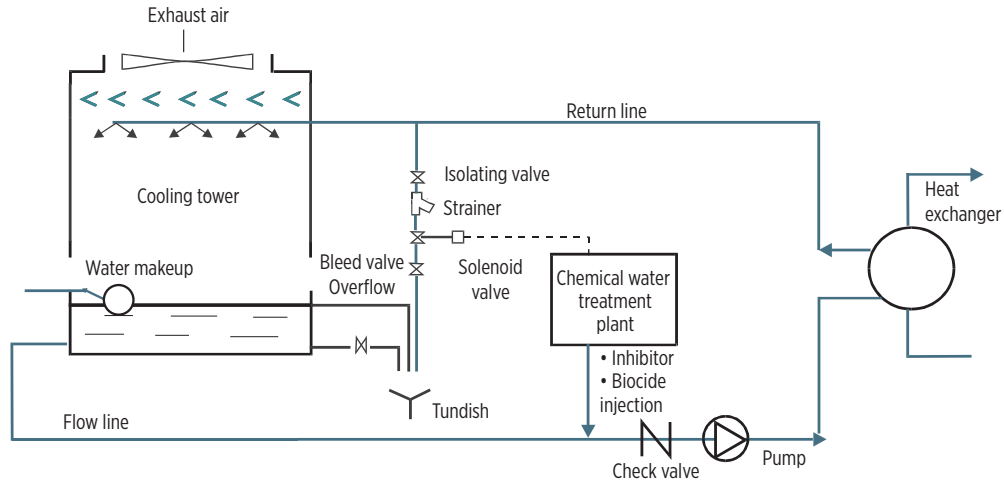 Exhaust air
Return line
Isolating valve
Strainer
Cooling tower
Heat
exchanger
Water makeup
Bleed valve
Overflow
Solenoid
valve
Chemical water
treatment
plant
• Inhibitor
• Biocide
injection
Tundish
Flow line
Check valve
Pump